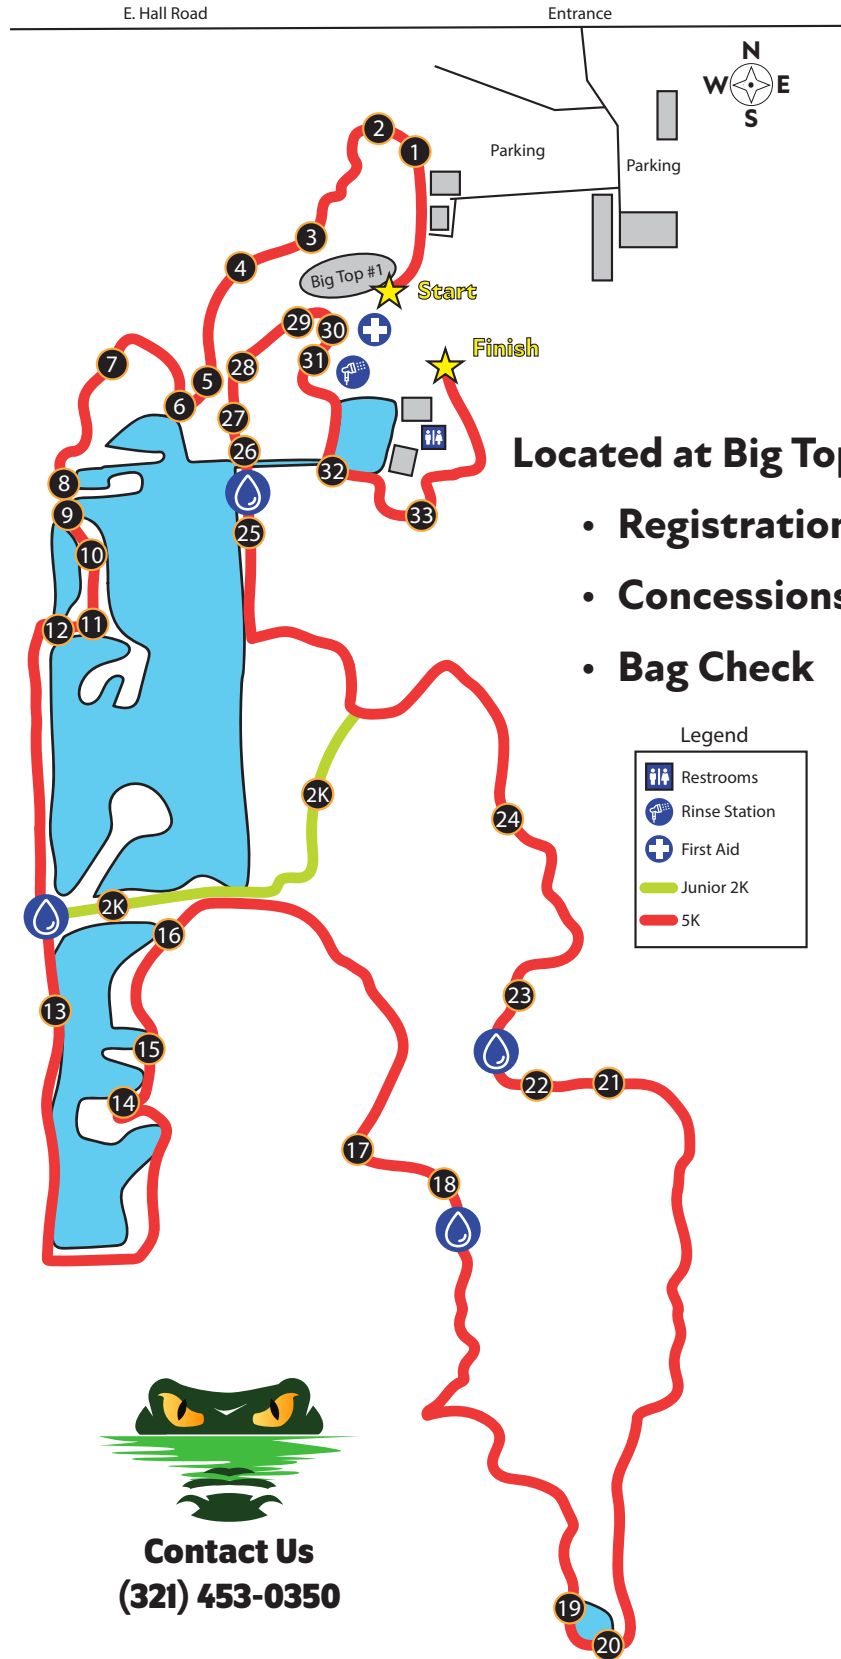 E. Hall Road
Entrance
N
W E
S
Parking
Parking
2
1
3
4
Big Top #1
Start
29
30
31
28
Finish
7
5
6
27
26
32
8
9
33
25
10
12
11
Located at Big Top
• Registration
• Concessions
• Bag Check
Legend
Restrooms
Rinse Station
First Aid
Junior 2K
5K
2K
24
2K
16
13
23
15
22
21
14
17
18
19
20
Contact Us
(321) 453-0350